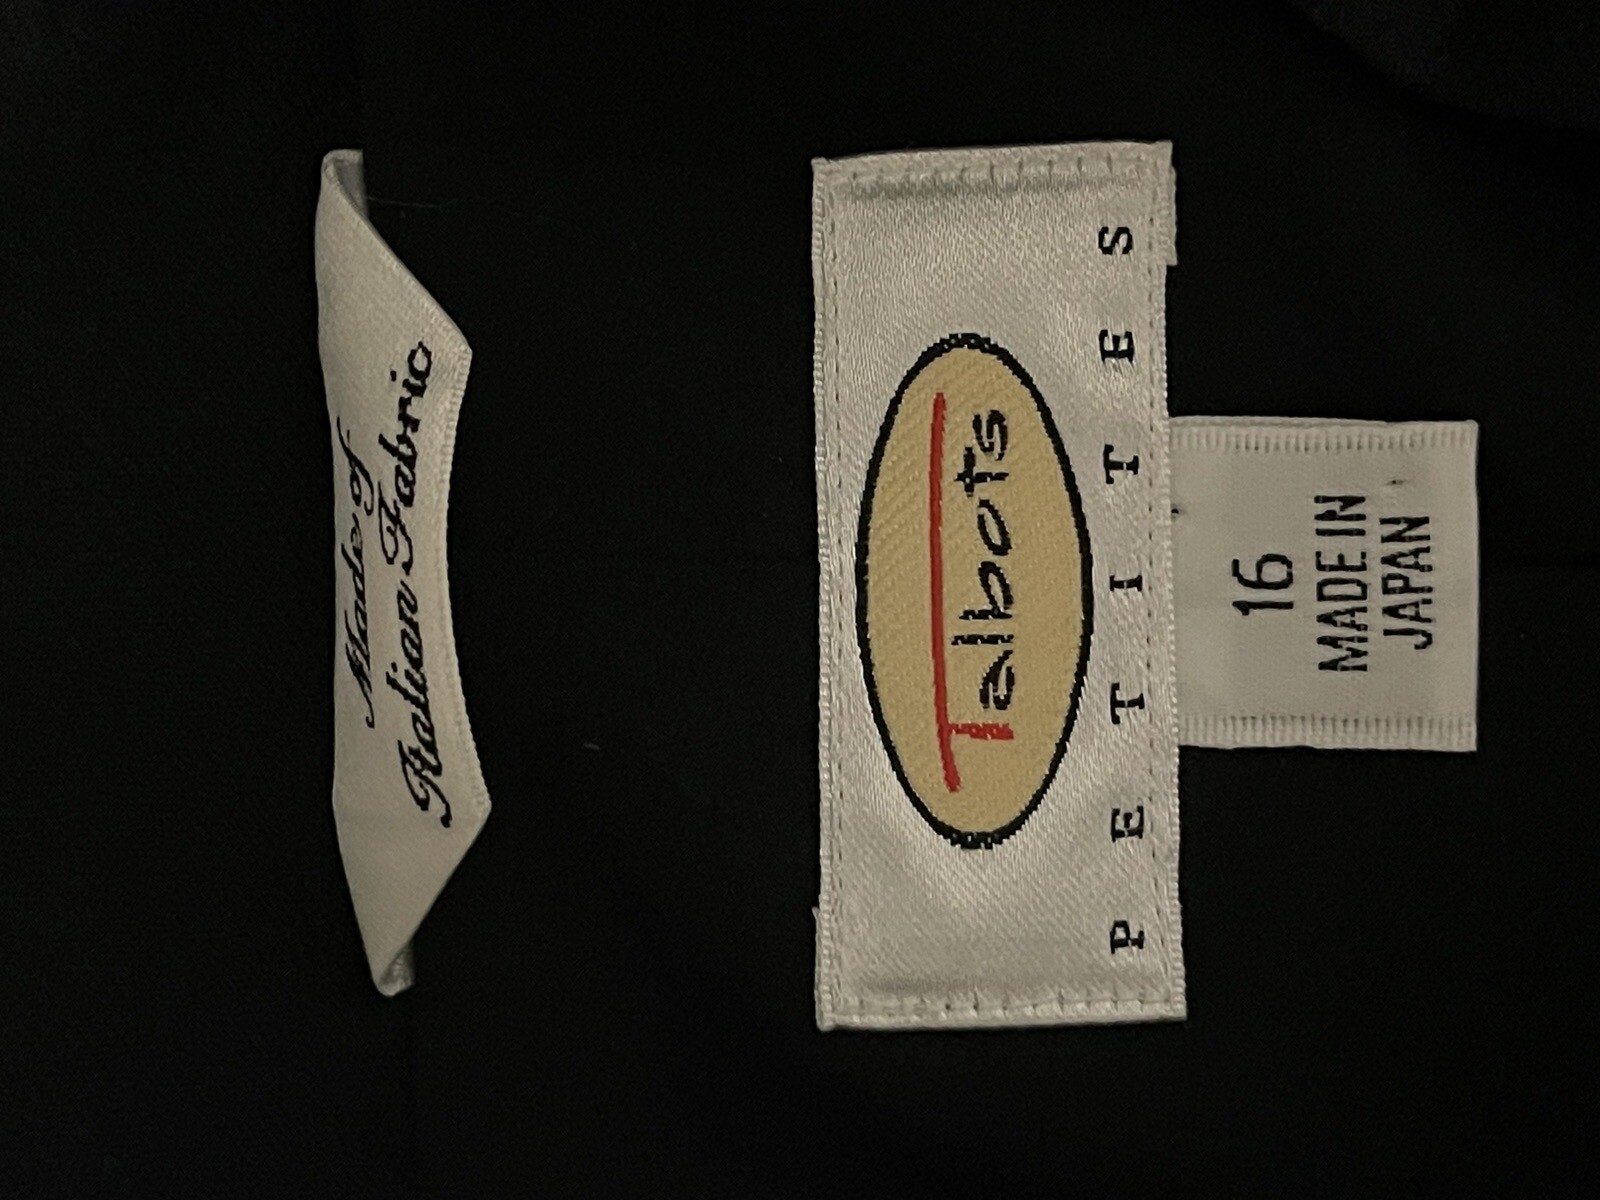 Made of
Italian Fabric
Talbots
PETITES
16
MADE IN
JAPAN